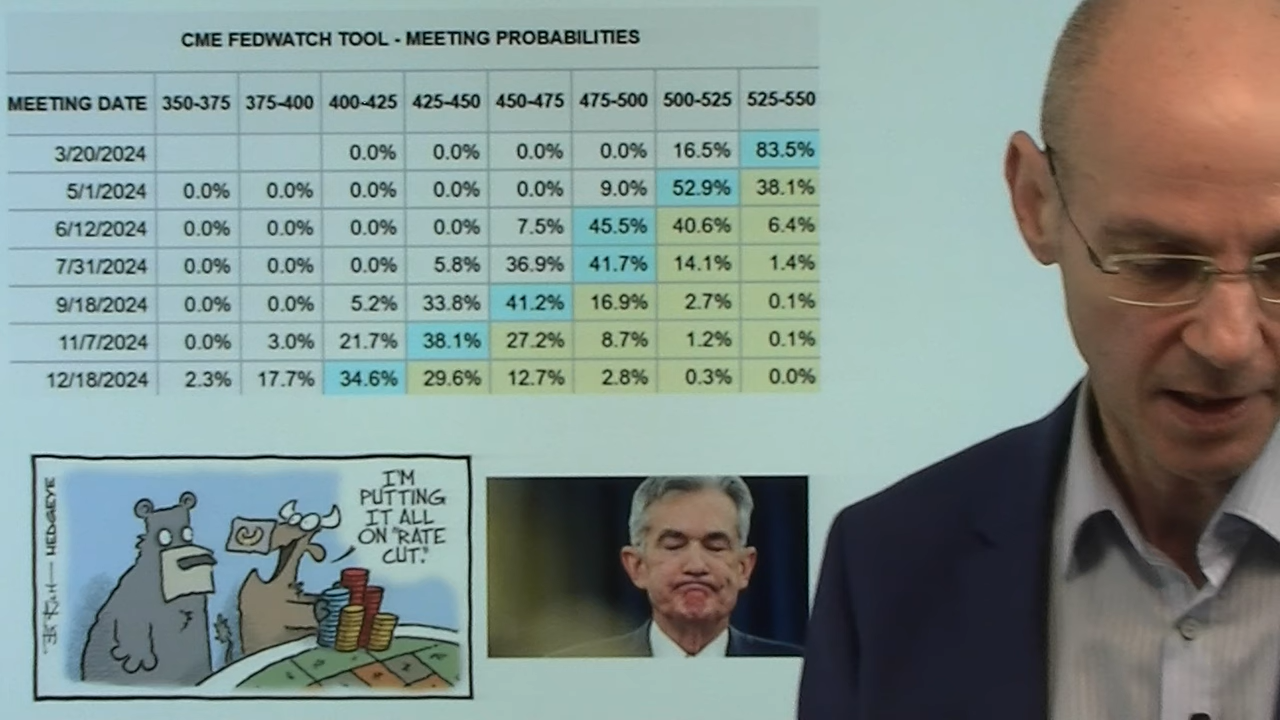 CME FEDWATCH TOOL - MEETING PROBABILITIES
MEETING DATE 350-375 375-400 400-425 425-450 450-475 475-500 500-525 525-550
3/20/2024 0.0% 0.0% 0.0% 0.0% 16.5% 83.5%
5/1/2024 0.0% 0.0% 0.0% 0.0% 0.0% 9.0% 52.9% 38.1%
6/12/2024 0.0% 0.0% 0.0% 0.0% 7.5% 45.5% 40.6% 6.4%
7/31/2024 0.0% 0.0% 0.0% 5.8% 36.9% 41.7% 14.1% 1.4%
9/18/2024 0.0% 0.0% 5.2% 33.8% 41.2% 16.9% 2.7% 0.1%
11/7/2024 0.0% 3.0% 21.7% 38.1% 27.2% 8.7% 1.2% 0.1%
12/18/2024 2.3% 17.7% 34.6% 29.6% 12.7% 2.8% 0.3% 0.0%
I'M
PUTTING
IT ALL
ON "RATE
CUT."
HEDGEYE